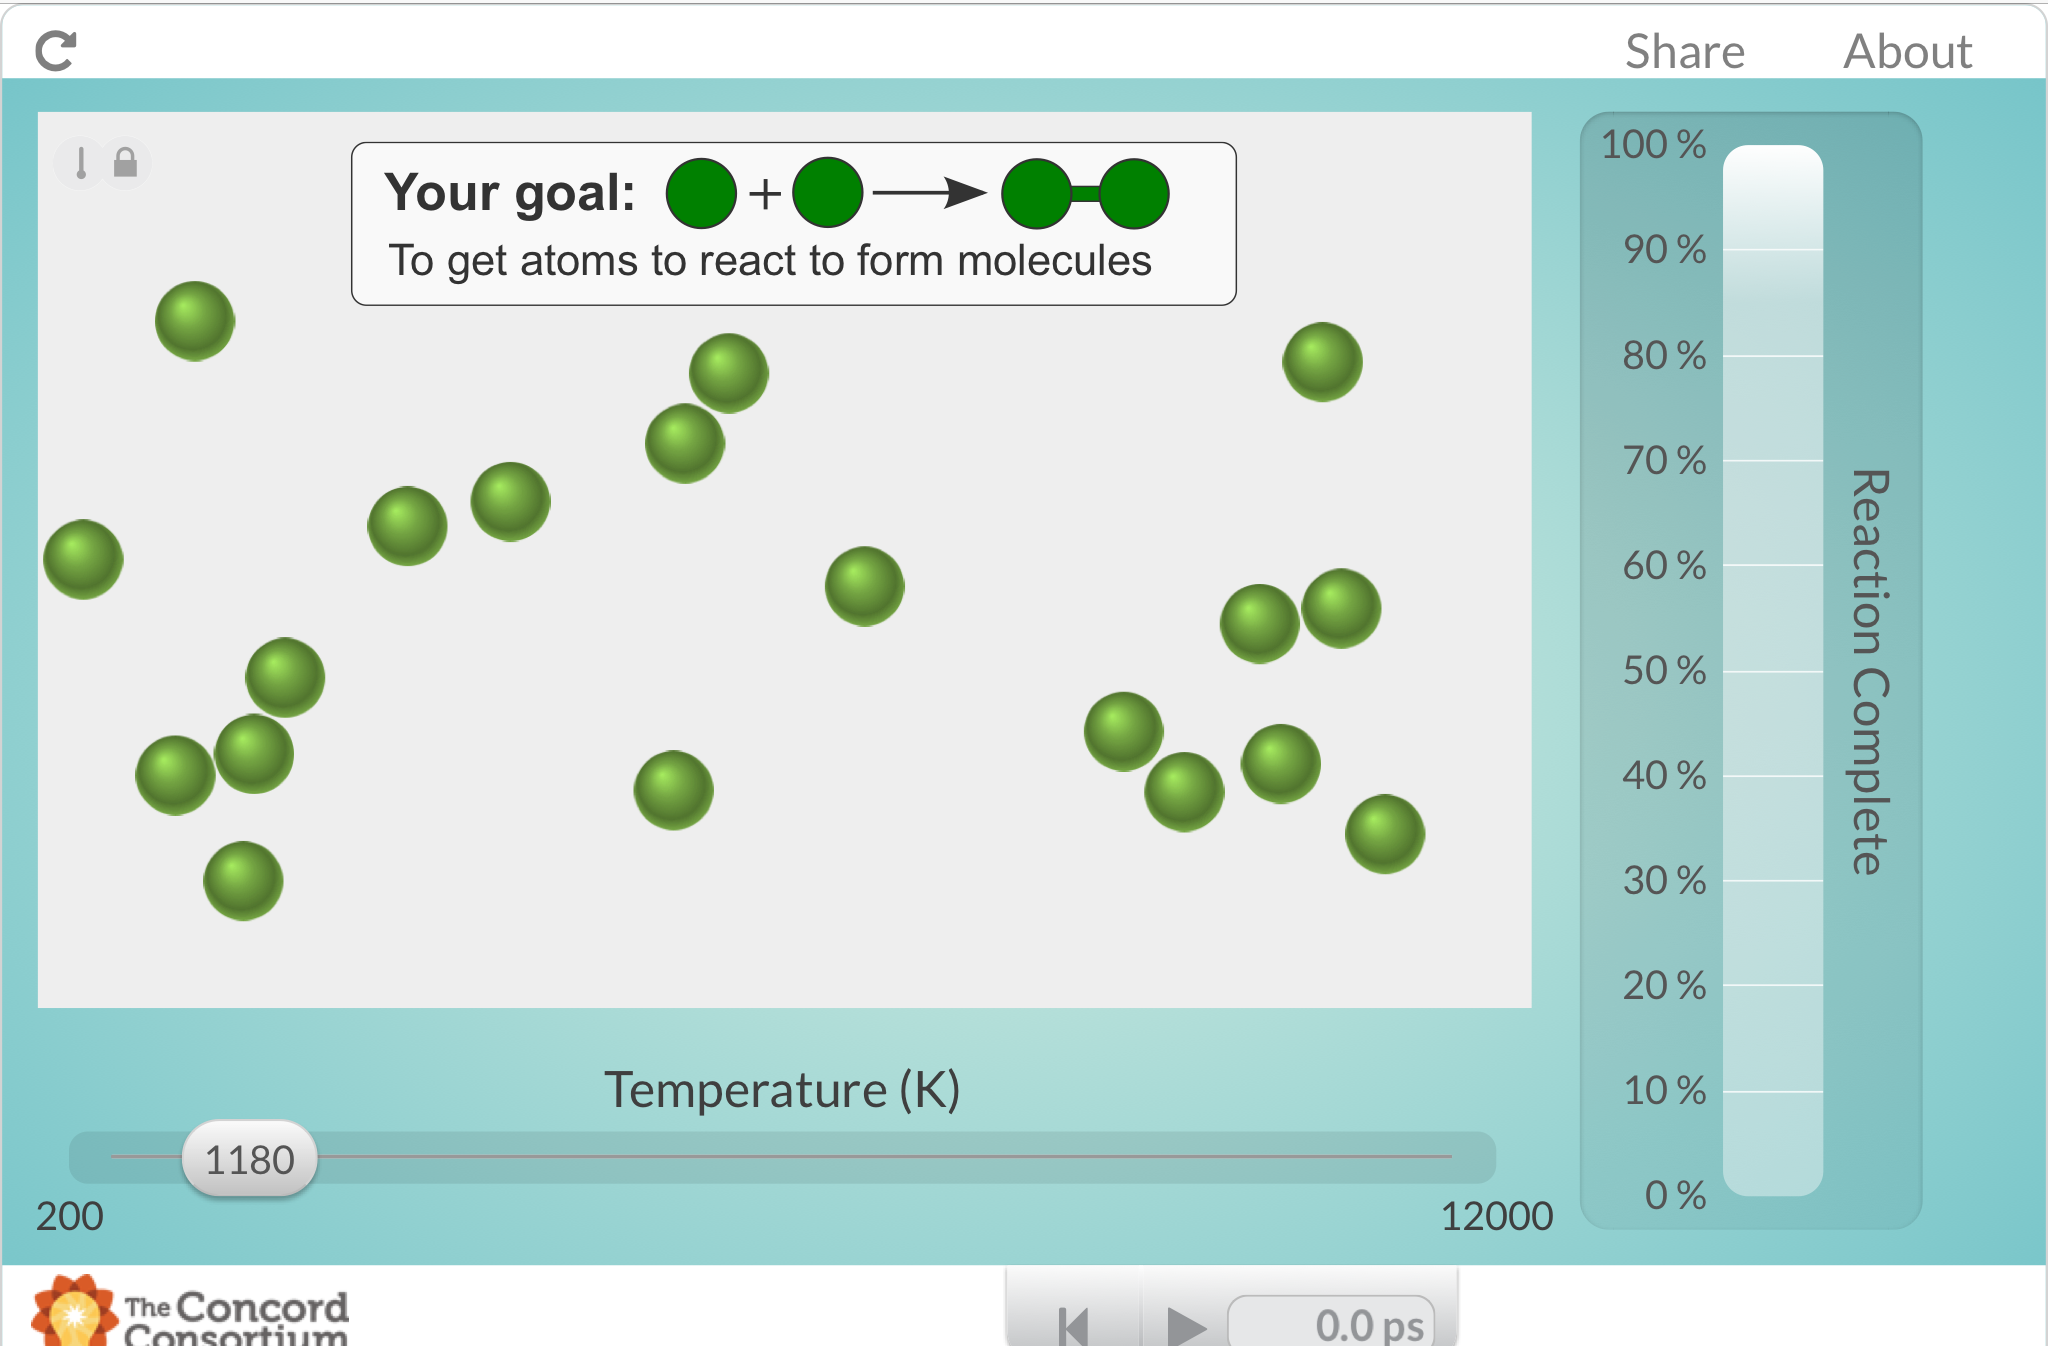 Share About
Your goal: + 
To get atoms to react to form molecules
100 %
90 %
80 %
70 %
60 %
50 %
40 %
30 %
20 %
10 %
0 %
Reaction Complete
Temperature (K)
1180
200 12000
The Concord
Consortium
0.0 ps